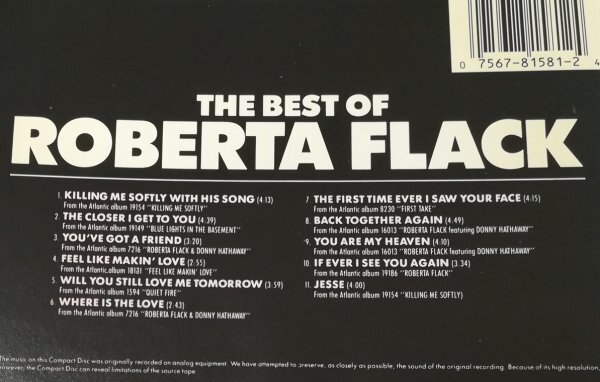 0 7567-81581-2 4
THE BEST OF
ROBERTA FLACK
1. KILLING ME SOFTLY WITH HIS SONG (4:13)
From the Atlantic album 19154 "KILLING ME SOFTLY"
2. THE CLOSER I GET TO YOU (4:39)
From the Atlantic album 19149 "BLUE LIGHTS IN THE BASEMENT"
3. YOU'VE GOT A FRIEND (3:20)
From the Atlantic album 7216 "ROBERTA FLACK & DONNY HATHAWAY"
4. FEEL LIKE MAKIN' LOVE (2:55)
From the Atlantic album 18131 "FEEL LIKE MAKIN' LOVE"
5. WILL YOU STILL LOVE ME TOMORROW (3:59)
From the Atlantic album 1594 "QUIET FIRE"
6. WHERE IS THE LOVE (2:43)
From the Atlantic album 7216 "ROBERTA FLACK & DONNY HATHAWAY"
7. THE FIRST TIME EVER I SAW YOUR FACE (4:15)
From the Atlantic album 8230 "FIRST TAKE"
8. BACK TOGETHER AGAIN (4:49)
From the Atlantic album 16013 "ROBERTA FLACK featuring DONNY HATHAWAY"
9. YOU ARE MY HEAVEN (4:10)
From the Atlantic album 16013 "ROBERTA FLACK featuring DONNY HATHAWAY"
10. IF EVER I SEE YOU AGAIN (3.34)
From the Atlantic album 19186 "ROBERTA FLACK"
11. JESSE (4:00)
From the Atlantic album 19154 "KILLING ME SOFTLY)
The music on this Compact Disc was originally recorded on analog equipment. We have attempted to preserve, as closely as possible, the sound of the original recording. Because of its high resolution,
however, the Compact Disc can reveal limitations of the source tape.